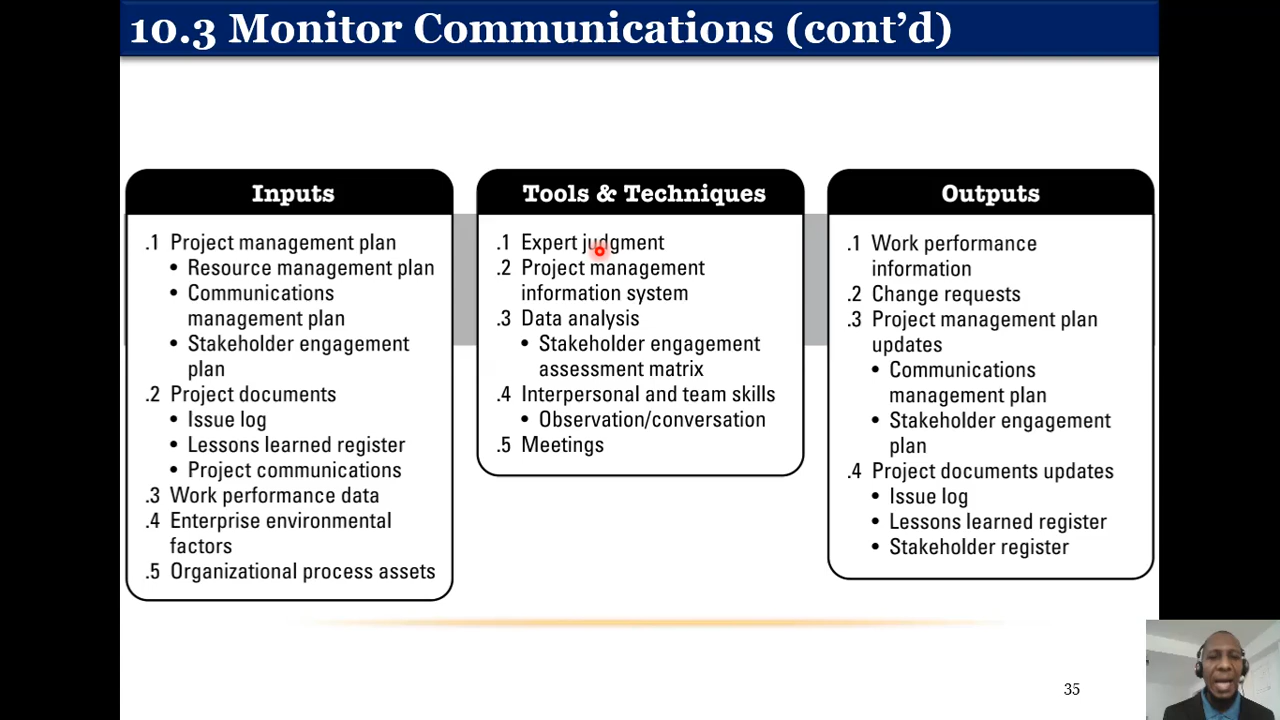 10.3 Monitor Communications (cont’d)
Inputs
.1 Project management plan
• Resource management plan
• Communications
management plan
• Stakeholder engagement
plan
.2 Project documents
• Issue log
• Lessons learned register
• Project communications
.3 Work performance data
.4 Enterprise environmental
factors
.5 Organizational process assets
Tools & Techniques
.1 Expert judgment
.2 Project management
information system
.3 Data analysis
• Stakeholder engagement
assessment matrix
.4 Interpersonal and team skills
• Observation/conversation
.5 Meetings
Outputs
.1 Work performance
information
.2 Change requests
.3 Project management plan
updates
• Communications
management plan
• Stakeholder engagement
plan
.4 Project documents updates
• Issue log
• Lessons learned register
• Stakeholder register
35